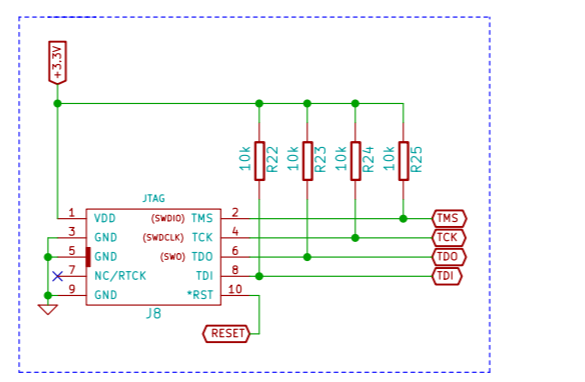 +3.3V
10k R22 10k R23 10k R24 10k R25
JTAG
1 VDD (SWDIO) TMS 2 TMS
3 GND (SWDCLK) TCK 4 TCK
5 GND (SWO) TDO 6 TDO
7 NC/RTCK TDI 8 TDI
9 GND *RST 10
J8 RESET